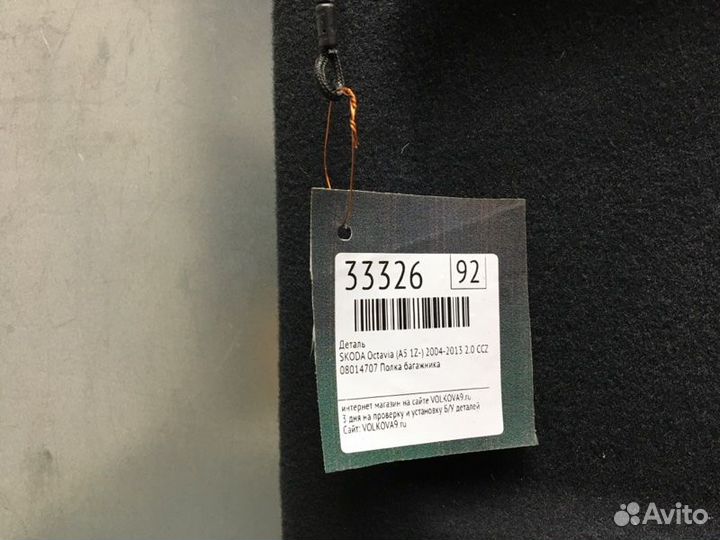 33326 92
Деталь
SKODA Octavia (A5 1Z-) 2004-2013 2.0 CCZ
08014707 Полка багажника
интернет магазин на сайте VOLKOVA9.ru
3 дня на проверку и установку Б/У деталей
Сайт: VOLKOVA9.ru
Avito